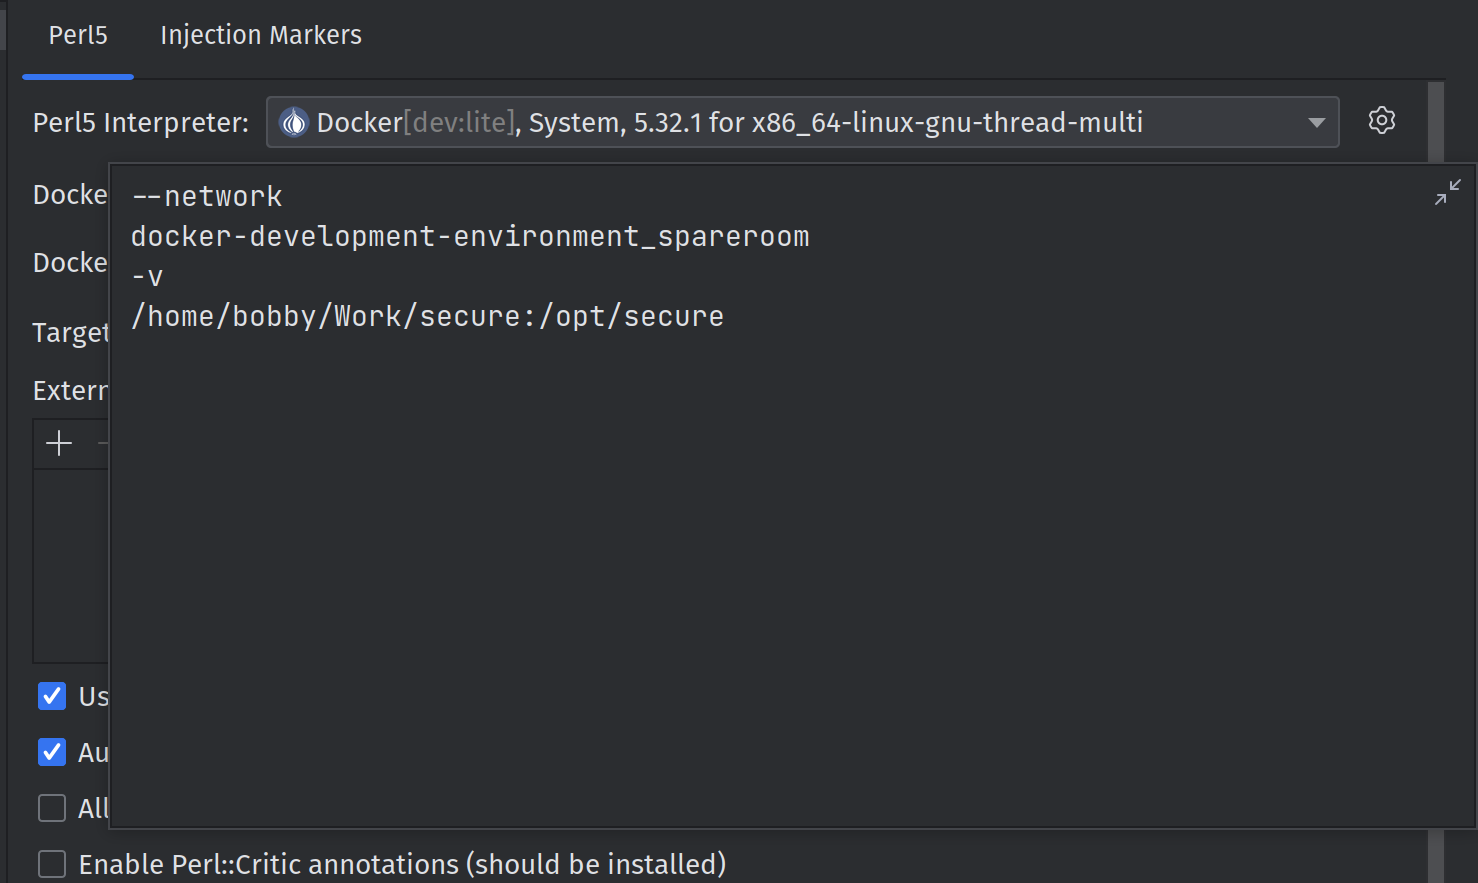 Perl5 Injection Markers
Perl5 Interpreter: Docker[dev:lite], System, 5.32.1 for x86_64-linux-gnu-thread-multi
Docke
--network
docker-development-environment_spareroom
Docke
-v
/home/bobby/Work/secure:/opt/secure
Target
Extern
Us
Au
All
Enable Perl::Critic annotations (should be installed)